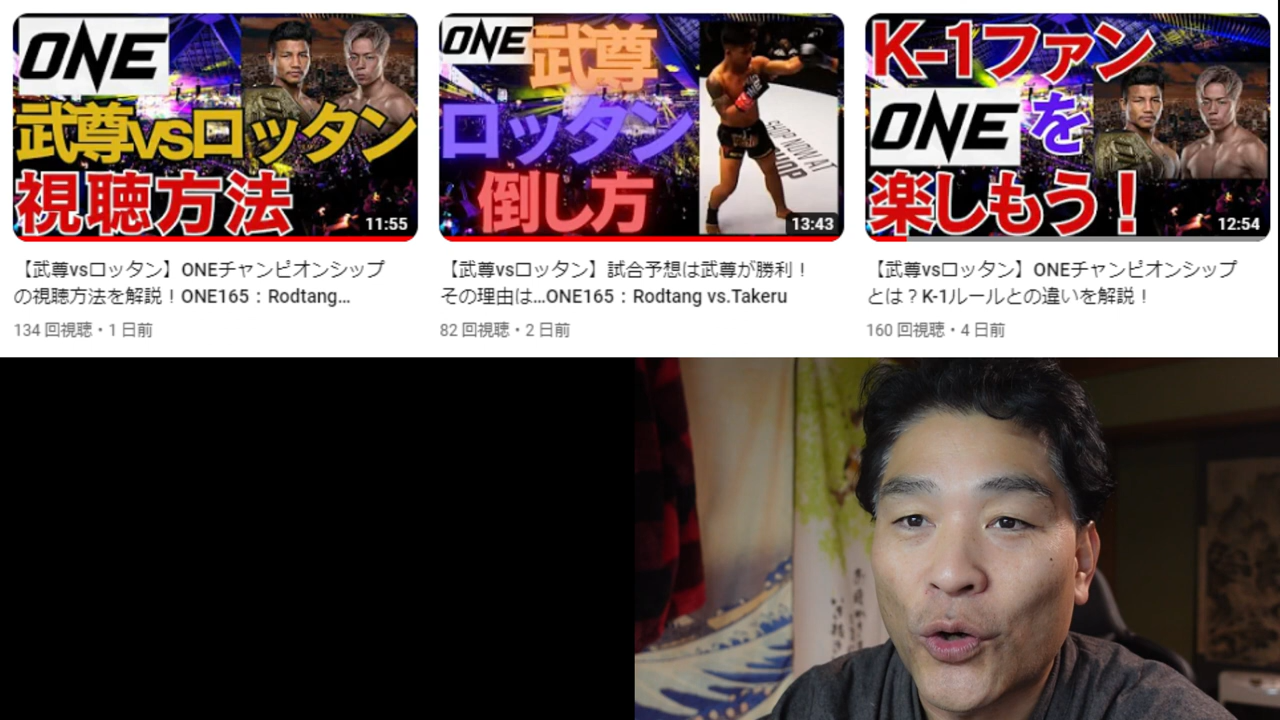 ONE
武尊vsロッタン
視聴方法
11:55
【武尊vsロッタン】ONEチャンピオンシップ
の視聴方法を解説！ONE165：Rodtang...
134 回視聴・1 日前
ONE
武尊
ロッタン
倒し方
13:43
【武尊vsロッタン】試合予想は武尊が勝利！
その理由は...ONE165：Rodtang vs.Takeru
82 回視聴・2 日前
K-1ファン
ONEを
楽しもう！
12:54
【武尊vsロッタン】ONEチャンピオンシップ
とは？K-1ルールとの違いを解説！
160 回視聴・4 日前